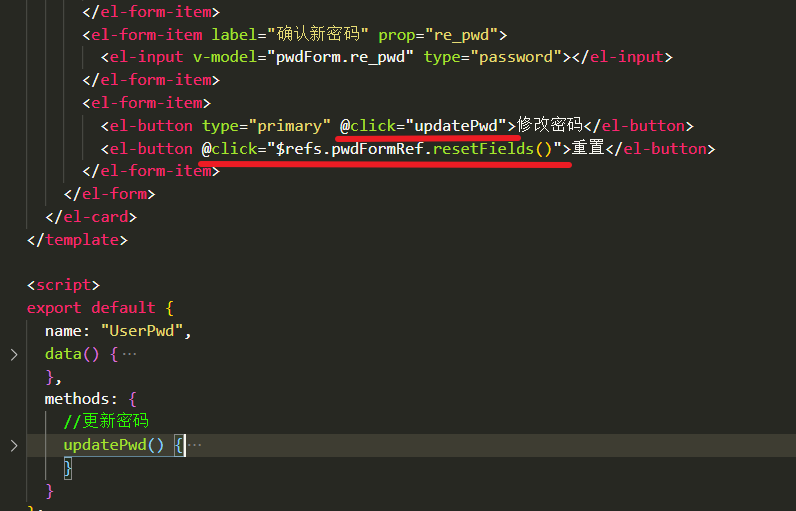 </el-form-item>
<el-form-item label="确认新密码" prop="re_pwd">
<el-input v-model="pwdForm.re_pwd" type="password"></el-input>
</el-form-item>
<el-form-item>
<el-button type="primary" @click="updatePwd">修改密码</el-button>
<el-button @click="$refs.pwdFormRef.resetFields()">重置</el-button>
</el-form-item>
</el-form>
</el-card>
</template>
<script>
export default {
name: "UserPwd",
data() {…
},
methods: {
//更新密码
updatePwd() {…
}
}
};